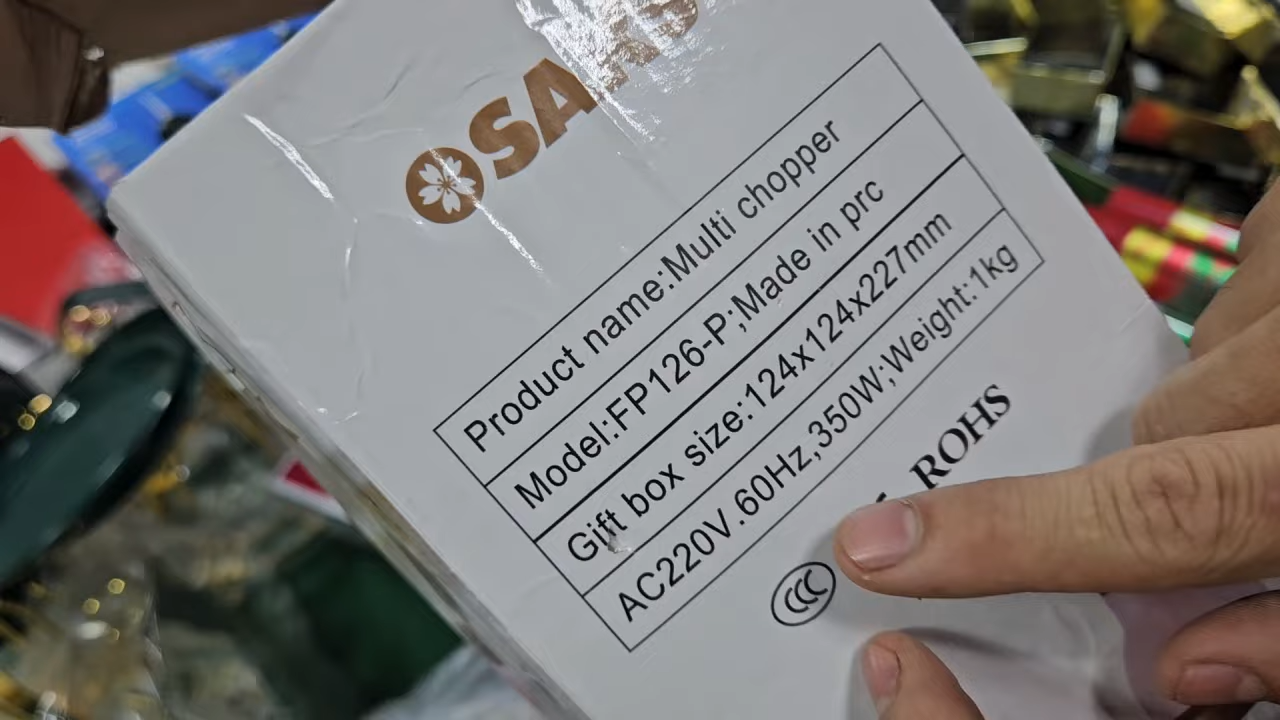 Product name:Multi chopper
Model:FP126-P;Made in prc
Gift box size:124x124x227mm
AC220V.60Hz,350W;Weight:1kg
ROHS
CCC